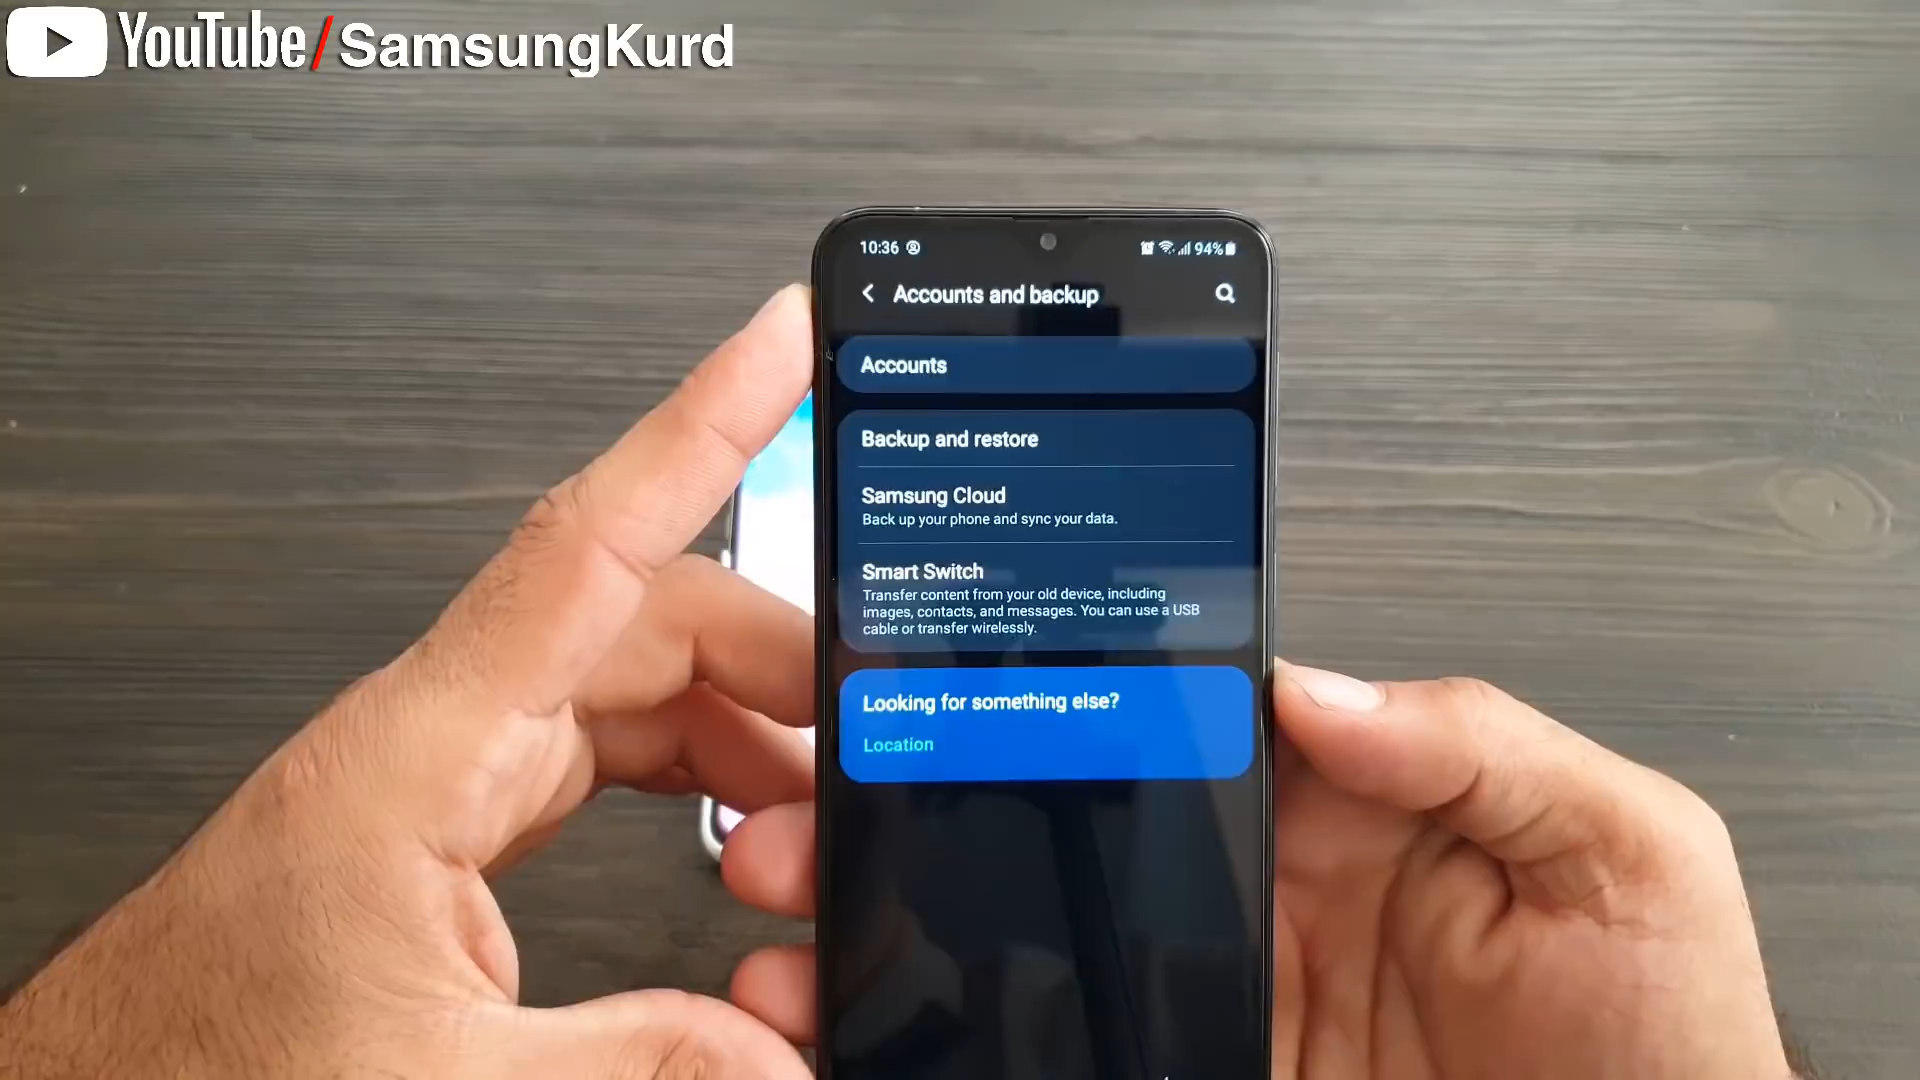 YouTube/SamsungKurd
10:36
94%
Accounts and backup
Accounts
Backup and restore
Samsung Cloud
Back up your phone and sync your data.
Smart Switch
Transfer content from your old device, including
images, contacts, and messages. You can use a USB
cable or transfer wirelessly.
Looking for something else?
Location